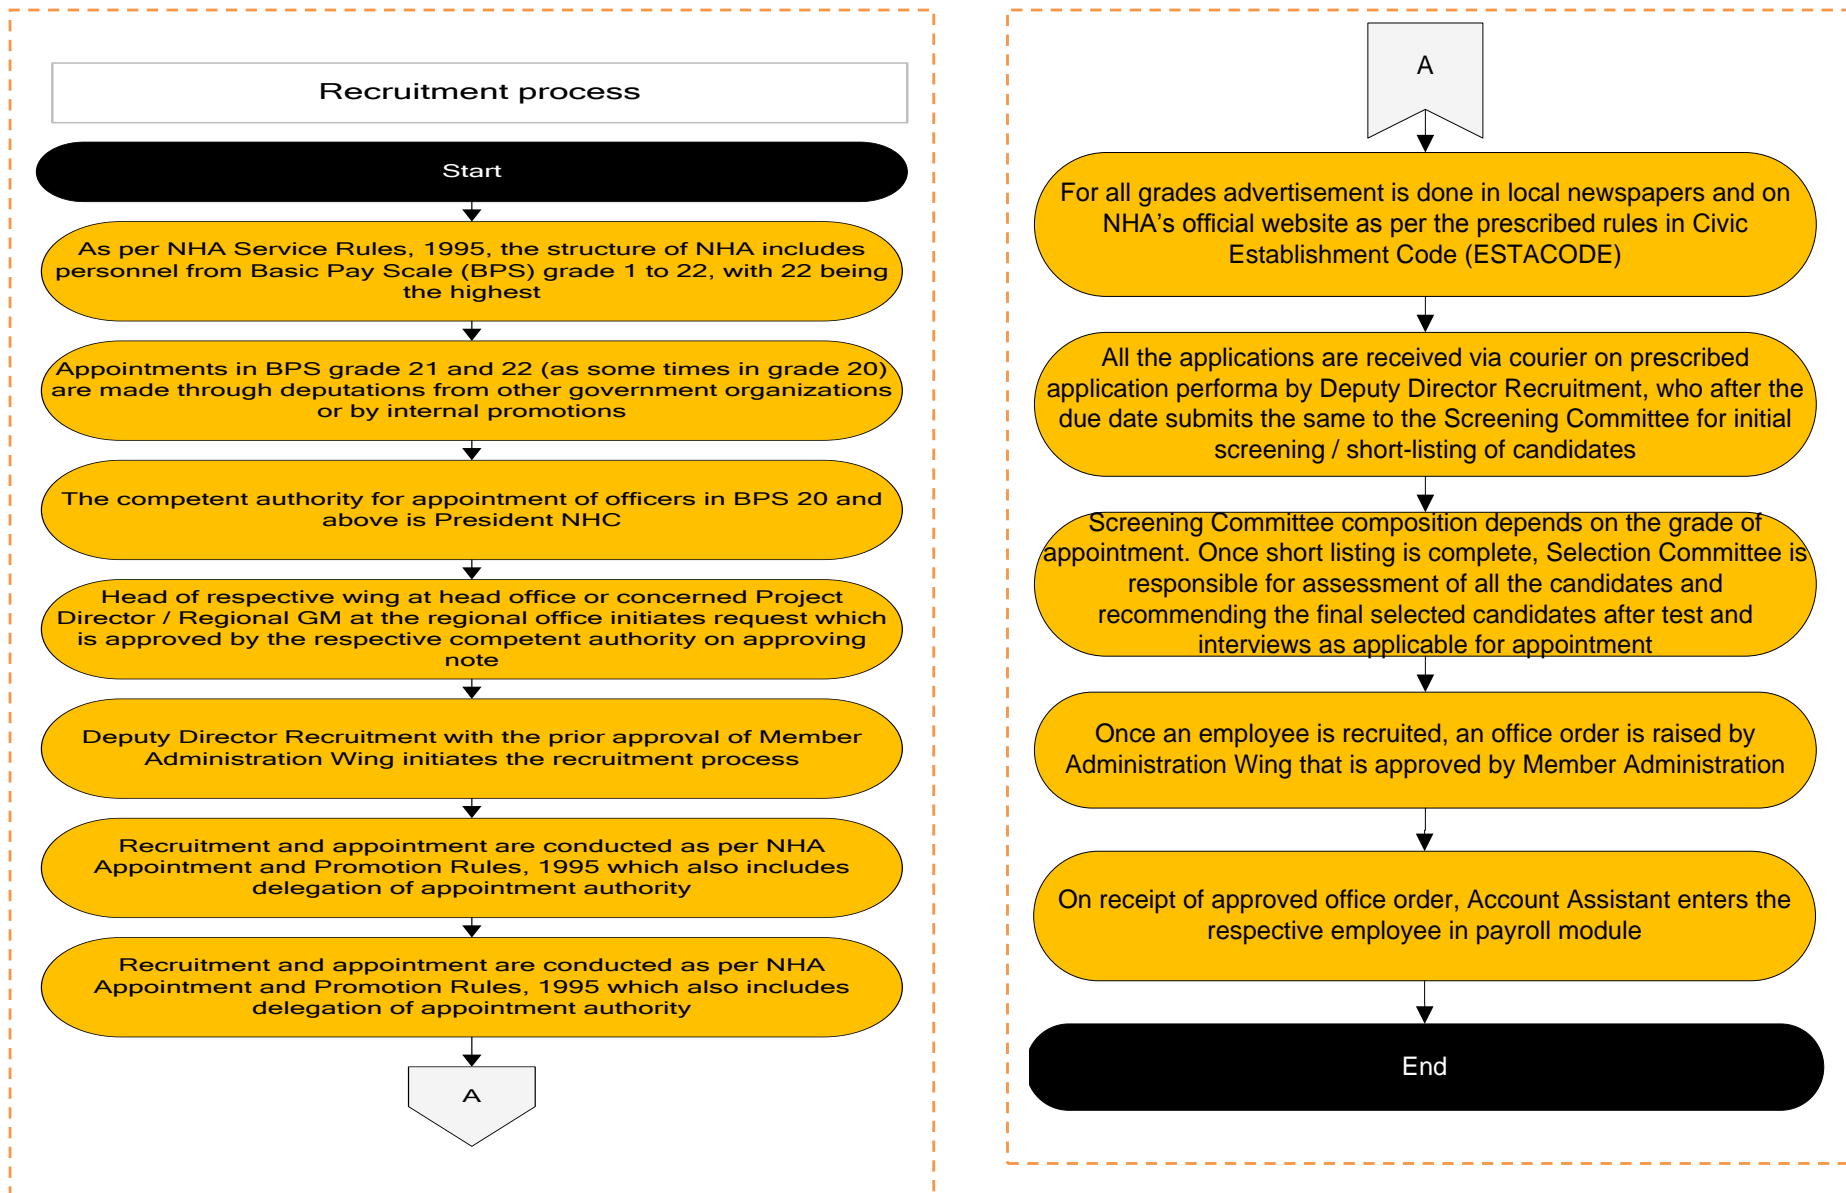 Recruitment process
Start
As per NHA Service Rules, 1995, the structure of NHA includes
personnel from Basic Pay Scale (BPS) grade 1 to 22, with 22 being
the highest
Appointments in BPS grade 21 and 22 (as some times in grade 20)
are made through deputations from other government organizations
or by internal promotions
The competent authority for appointment of officers in BPS 20 and
above is President NHC
Head of respective wing at head office or concerned Project
Director / Regional GM at the regional office initiates request which
is approved by the respective competent authority on approving
note
Deputy Director Recruitment with the prior approval of Member
Administration Wing initiates the recruitment process
Recruitment and appointment are conducted as per NHA
Appointment and Promotion Rules, 1995 which also includes
delegation of appointment authority
Recruitment and appointment are conducted as per NHA
Appointment and Promotion Rules, 1995 which also includes
delegation of appointment authority
A
A
For all grades advertisement is done in local newspapers and on
NHA's official website as per the prescribed rules in Civic
Establishment Code (ESTACODE)
All the applications are received via courier on prescribed
application performa by Deputy Director Recruitment, who after the
due date submits the same to the Screening Committee for initial
screening / short-listing of candidates
Screening Committee composition depends on the grade of
appointment. Once short listing is complete, Selection Committee is
responsible for assessment of all the candidates and
recommending the final selected candidates after test and
interviews as applicable for appointment
Once an employee is recruited, an office order is raised by
Administration Wing that is approved by Member Administration
On receipt of approved office order, Account Assistant enters the
respective employee in payroll module
End